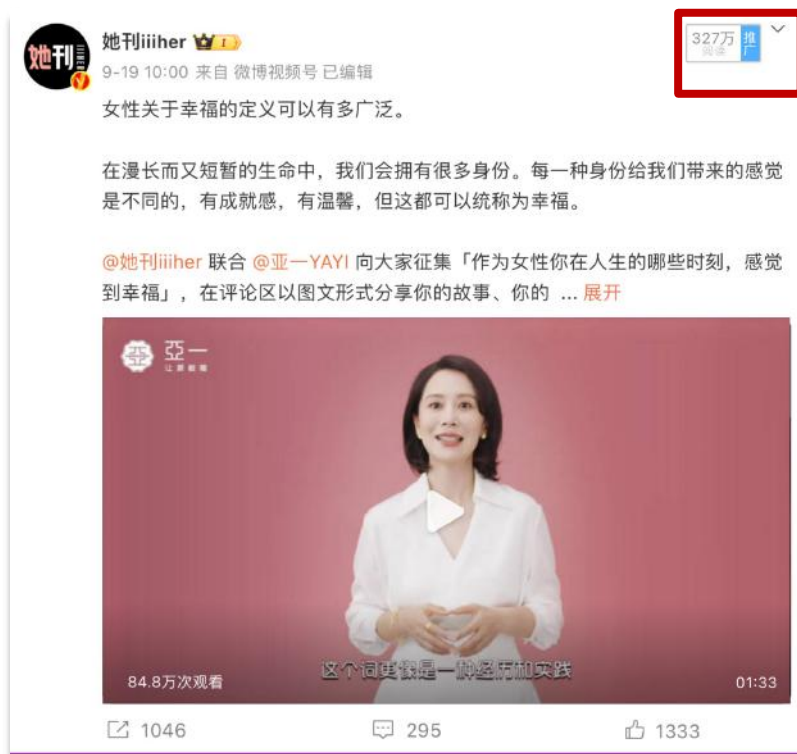 她刊iiiher
327万
阅读
推广
9-19 10:00 来自 微博视频号 已编辑
女性关于幸福的定义可以有多广泛。
在漫长而又短暂的生命中，我们会拥有很多身份。每一种身份给我们带来的感觉
是不同的，有成就感，有温馨，但这都可以统称为幸福。
@她刊iiiher 联合 @亚一YAYI 向大家征集「作为女性你在人生的哪些时刻，感觉
到幸福」，在评论区以图文形式分享你的故事、你的 ... 展开
亞一
这个词更像是一种经历和实践
84.8万次观看
01:33
1046
295
1333